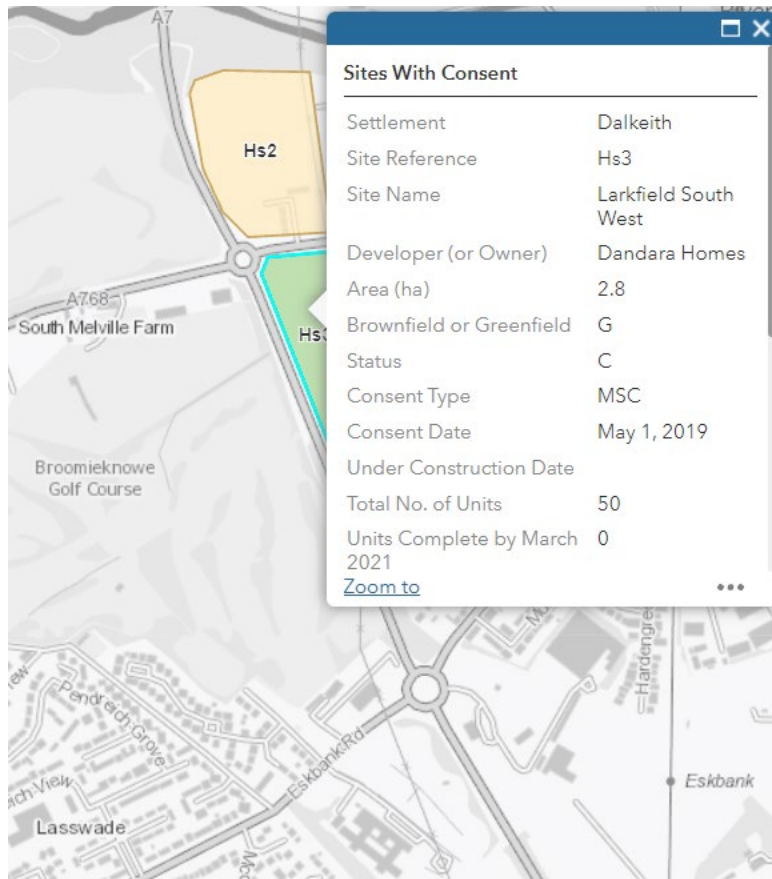 A7
River
Sites With Consent
Settlement Dalkeith
Site Reference Hs3
Site Name Larkfield South
West
Developer (or Owner) Dandara Homes
Area (ha) 2.8
Brownfield or Greenfield G
Status C
Consent Type MSC
Consent Date May 1, 2019
Under Construction Date
Total No. of Units 50
Units Complete by March 0
2021
Zoom to
Hs2
A768
South Melville Farm
Broomieknowe
Golf Course
Pendreich Grove
Eskbank Rd
View
Lasswade
Eskbank